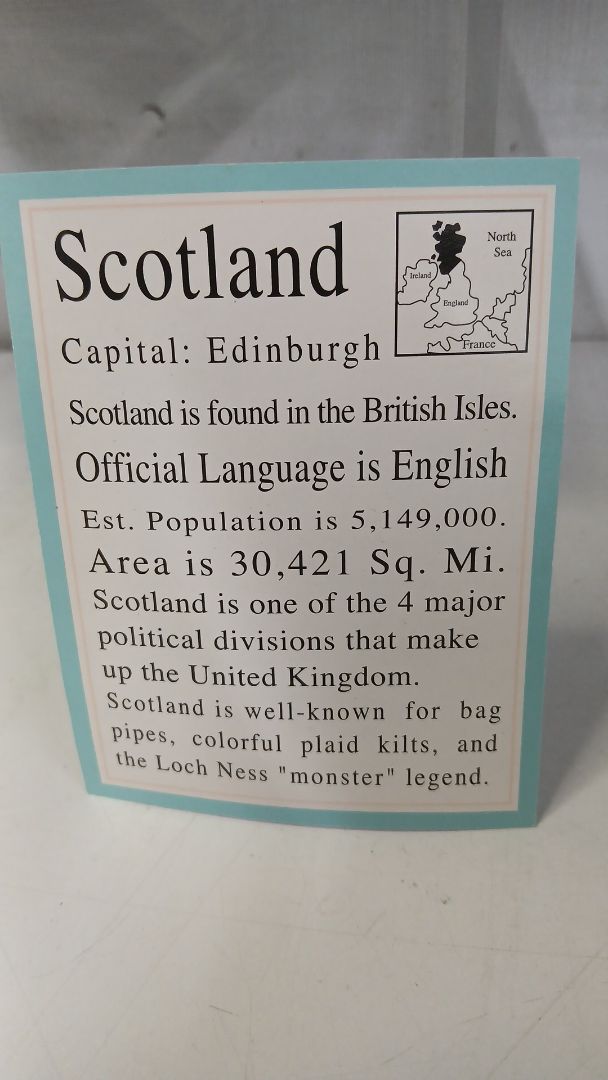 Scotland
North
Sea
Ireland
England
France
Capital: Edinburgh
Scotland is found in the British Isles.
Official Language is English
Est. Population is 5,149,000.
Area is 30,421 Sq. Mi.
Scotland is one of the 4 major
political divisions that make
up the United Kingdom.
Scotland is well-known for bag
pipes, colorful plaid kilts, and
the Loch Ness "monster" legend.